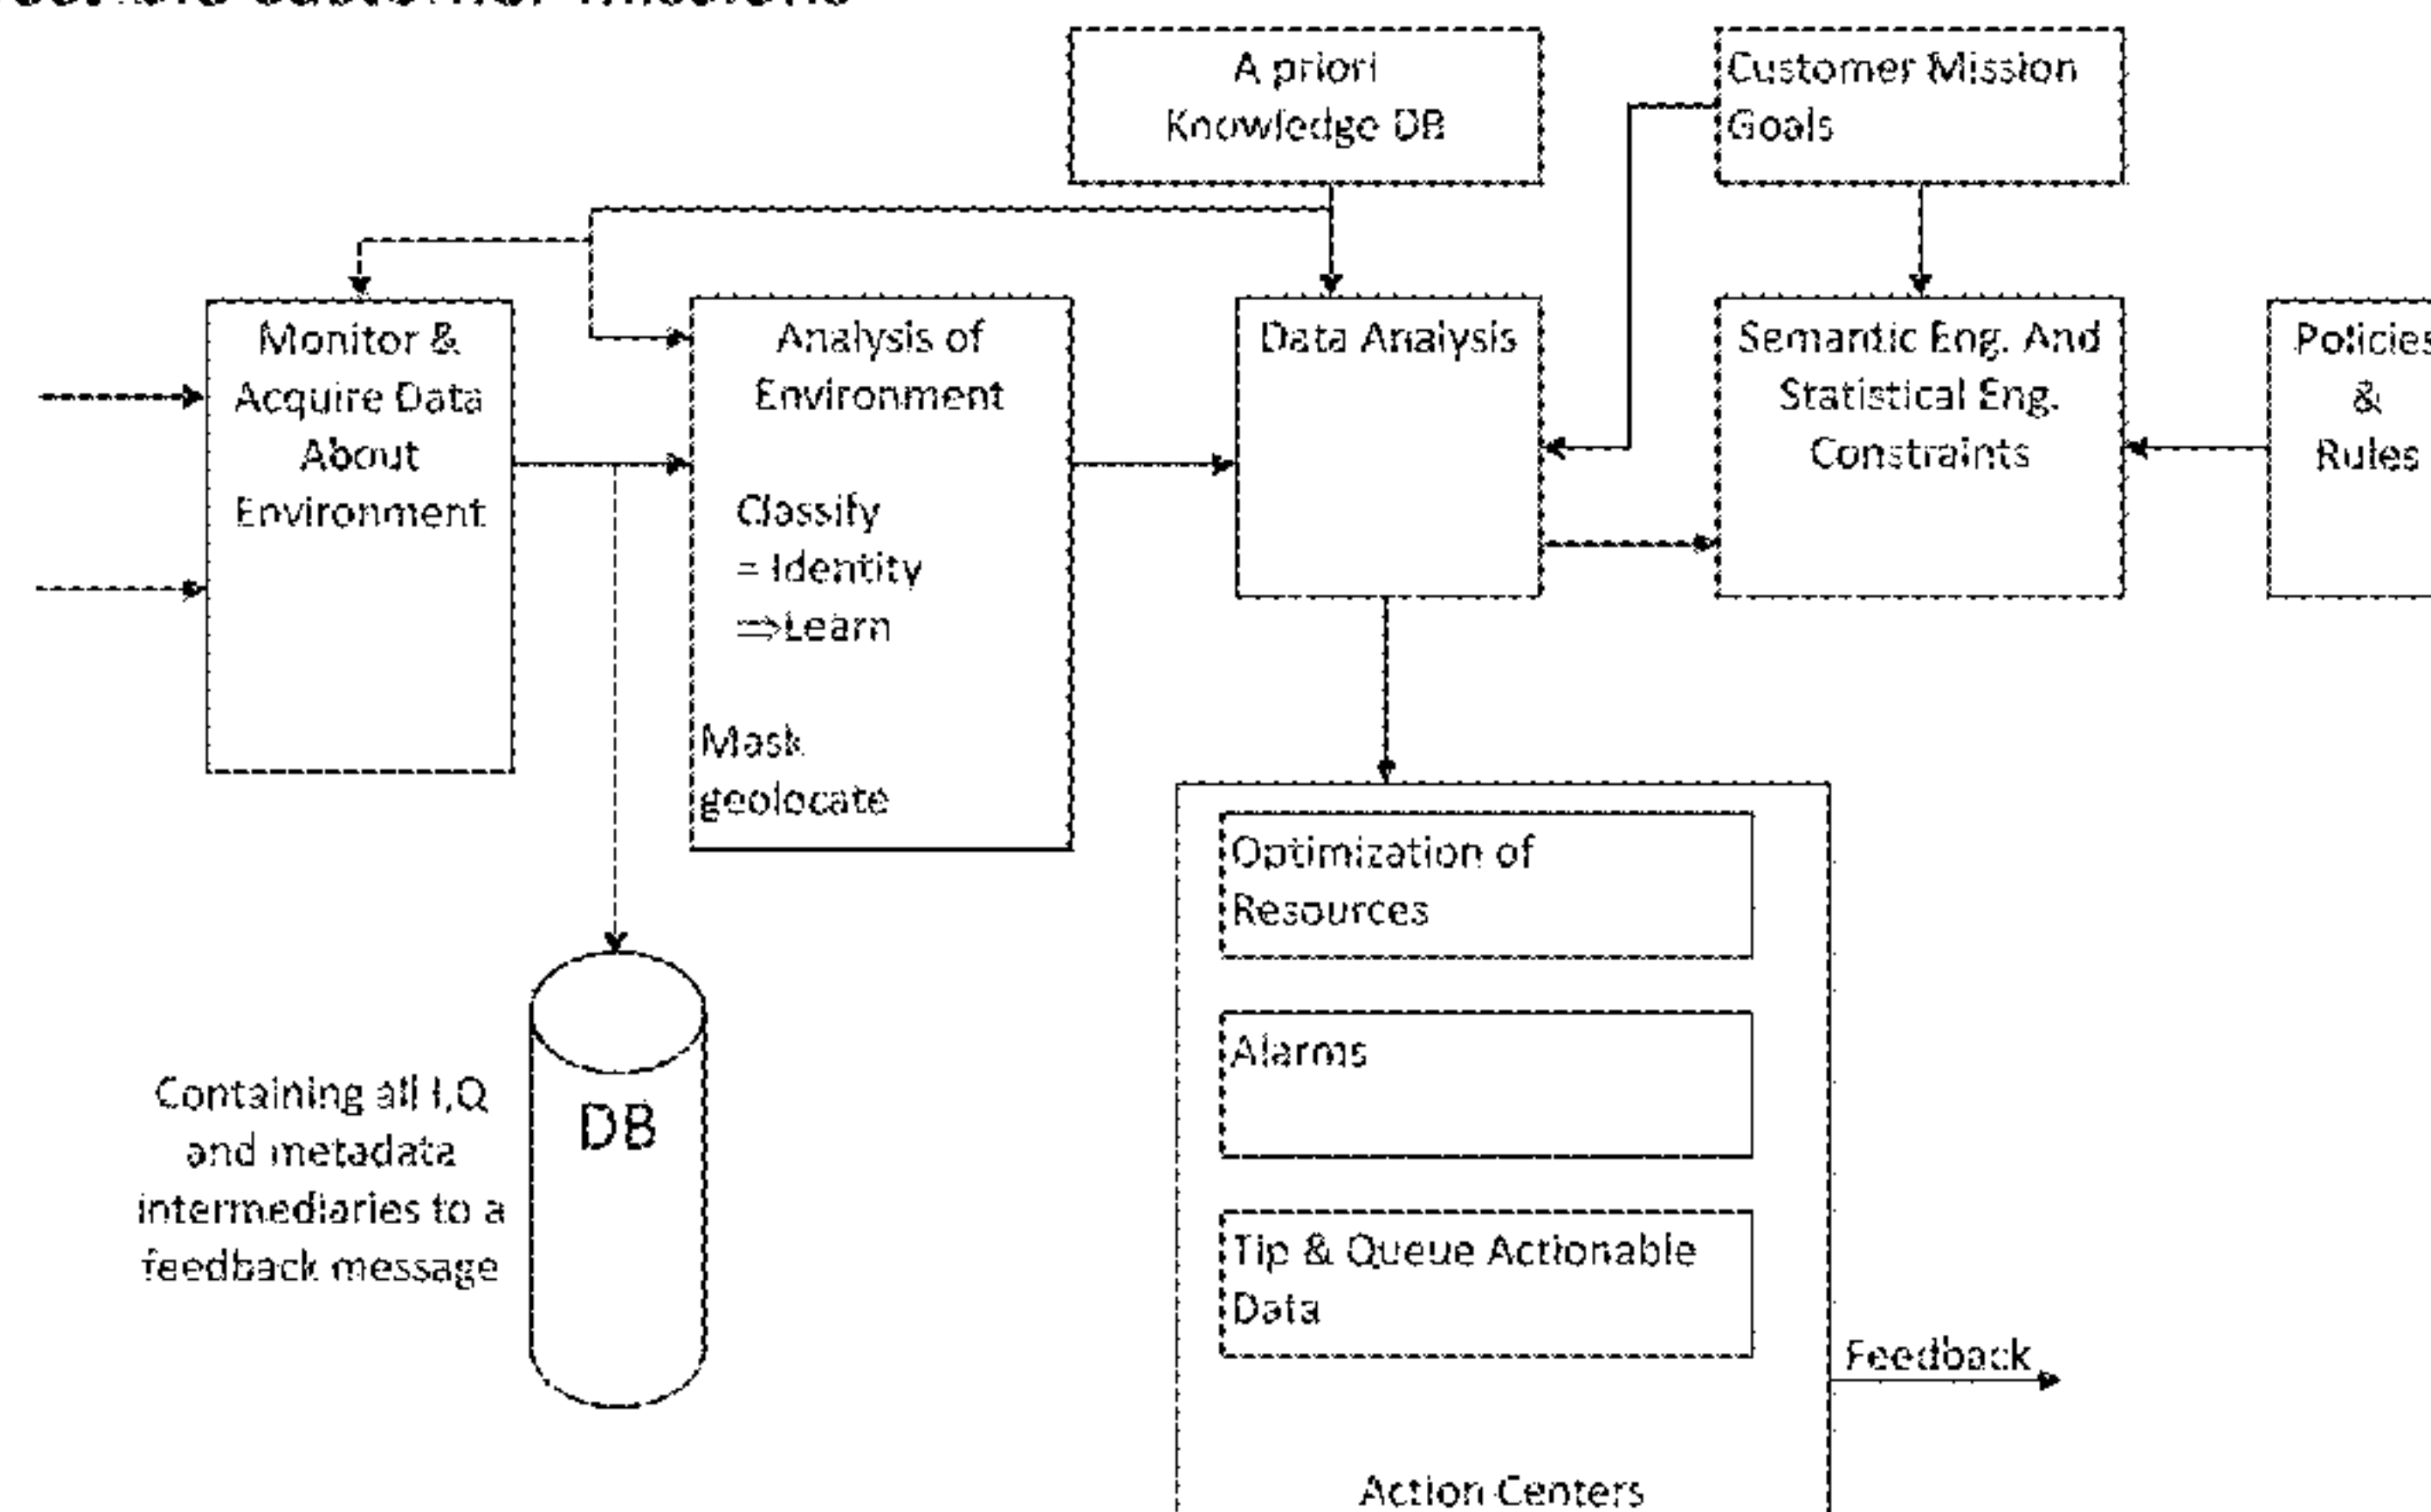 customer missions
A priori
Knowledge DB
Customer Mission
Goals
Monitor &
Acquire Data
About
Environment
Analysis of
Environment
Classify
= Identity
⇒Learn
Mask
geolocate
Data Analysis
Semantic Eng. And
Statistical Eng.
Constraints
Policies
&
Rules
Optimization of
Resources
Alarms
Tip & Queue Actionable
Data
Action Centers
Feedback
DB
Containing all I,Q
and metadata
intermediaries to a
feedback message